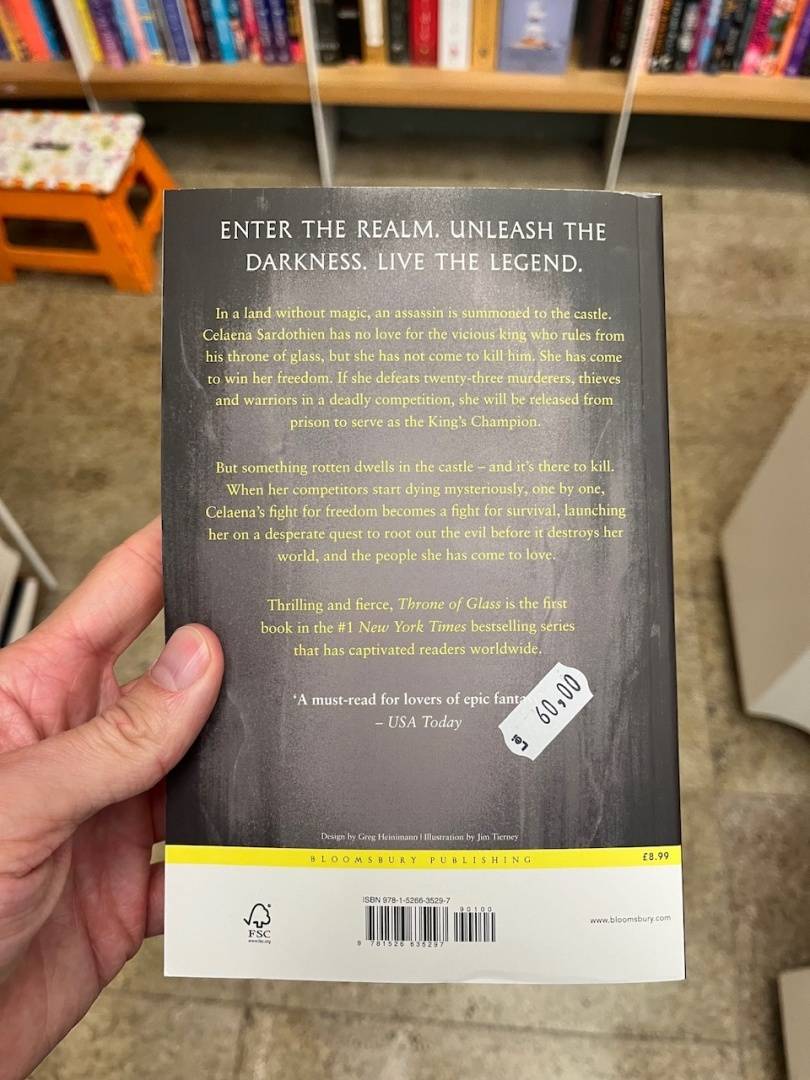 ENTER THE REALM. UNLEASH THE
DARKNESS. LIVE THE LEGEND.
In a land without magic, an assassin is summoned to the castle.
Celaena Sardothien has no love for the vicious king who rules from
his throne of glass, but she has not come to kill him. She has come
to win her freedom. If she defeats twenty-three murderers, thieves
and warriors in a deadly competition, she will be released from
prison to serve as the King's Champion.
But something rotten dwells in the castle – and it's there to kill.
When her competitors start dying mysteriously, one by one,
Celaena's fight for freedom becomes a fight for survival, launching
her on a desperate quest to root out the evil before it destroys her
world, and the people she has come to love.
Thrilling and fierce, Throne of Glass is the first
book in the #1 New York Times bestselling series
that has captivated readers worldwide.
'A must-read for lovers of epic fanta
– USA Today
60,00
Design by Greg Heinimann | Illustration by Jim Tierney
BLOOMSBURY PUBLISHING
£8.99
ISBN 978-1-5266-3529-7
90100
9 781526 635297
FSC
www.fsc.org
www.bloomsbury.com